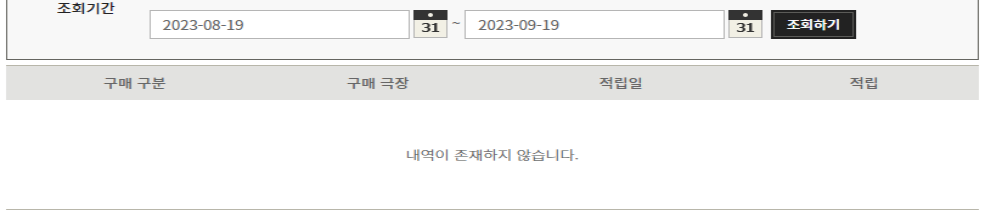 조회기간
2023-08-19 31 ~ 2023-09-19 31 조회하기
구매 구분 구매 극장 적립일 적립
내역이 존재하지 않습니다.